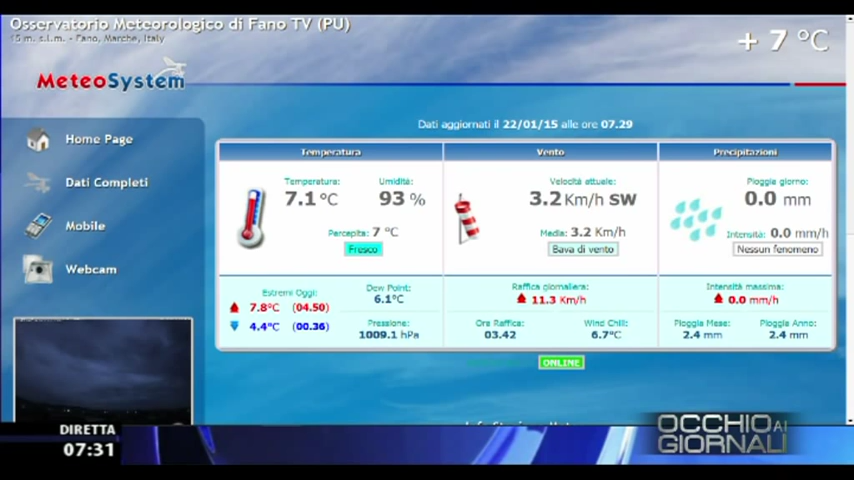 Osservatorio Meteorologico di Fano TV (PU)
15 m. s.l.m. - Fano, Marche, Italy
+ 7 °C
MeteoSystem
Dati aggiornati il 22/01/15 alle ore 07.29
Home Page
Dati Completi
Mobile
Webcam
Temperatura
Temperatura: Umidità:
7.1 °C 93 %
Percepita: 7 °C
Fresco
Estremi Oggi:
7.8°C (04.50)
4.4°C (00.36)
Dew Point:
6.1°C
Pressione:
1009.1 hPa
Vento
Velocità attuale:
3.2 Km/h SW
Media: 3.2 Km/h
Bava di vento
Raffica giornaliera:
11.3 Km/h
Ora Raffica: Wind Chill:
03.42 6.7°C
Precipitazioni
Pioggia giorno:
0.0 mm
Intensità: 0.0 mm/h
Nessun fenomeno
Intensità massima:
0.0 mm/h
Pioggia Mese: Pioggia Anno:
2.4 mm 2.4 mm
ONLINE
DIRETTA
07:31
OCCHIO AI
GIORNALI